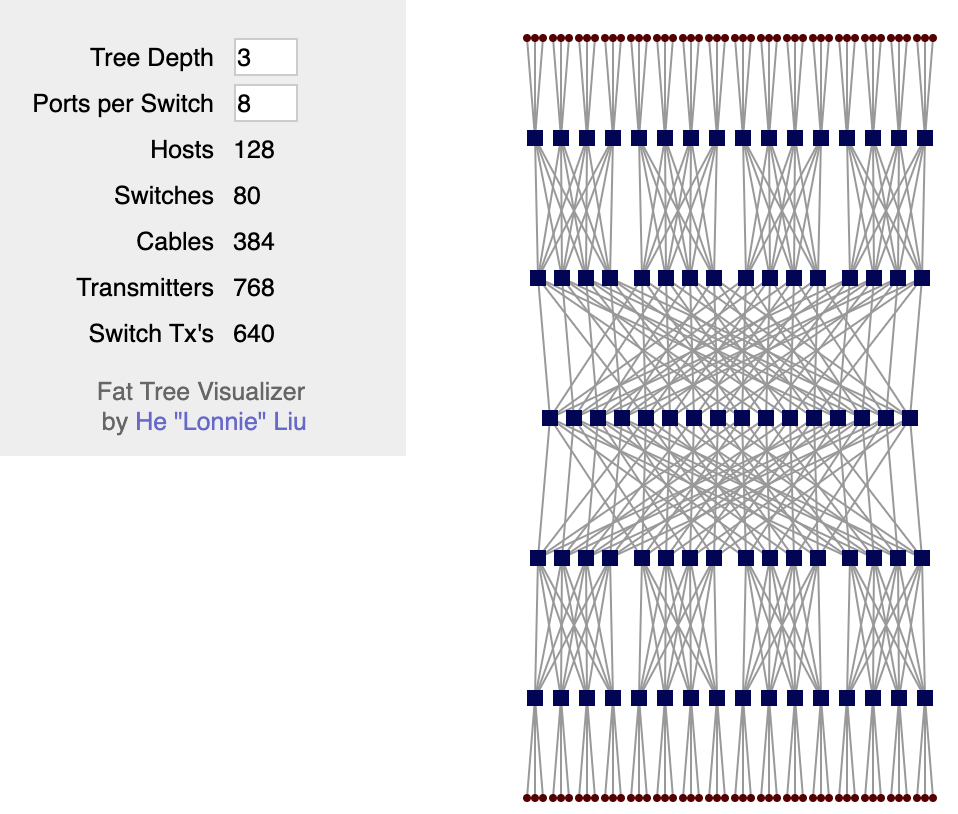 Tree Depth 3
Ports per Switch 8
Hosts 128
Switches 80
Cables 384
Transmitters 768
Switch Tx's 640
Fat Tree Visualizer
by He "Lonnie" Liu